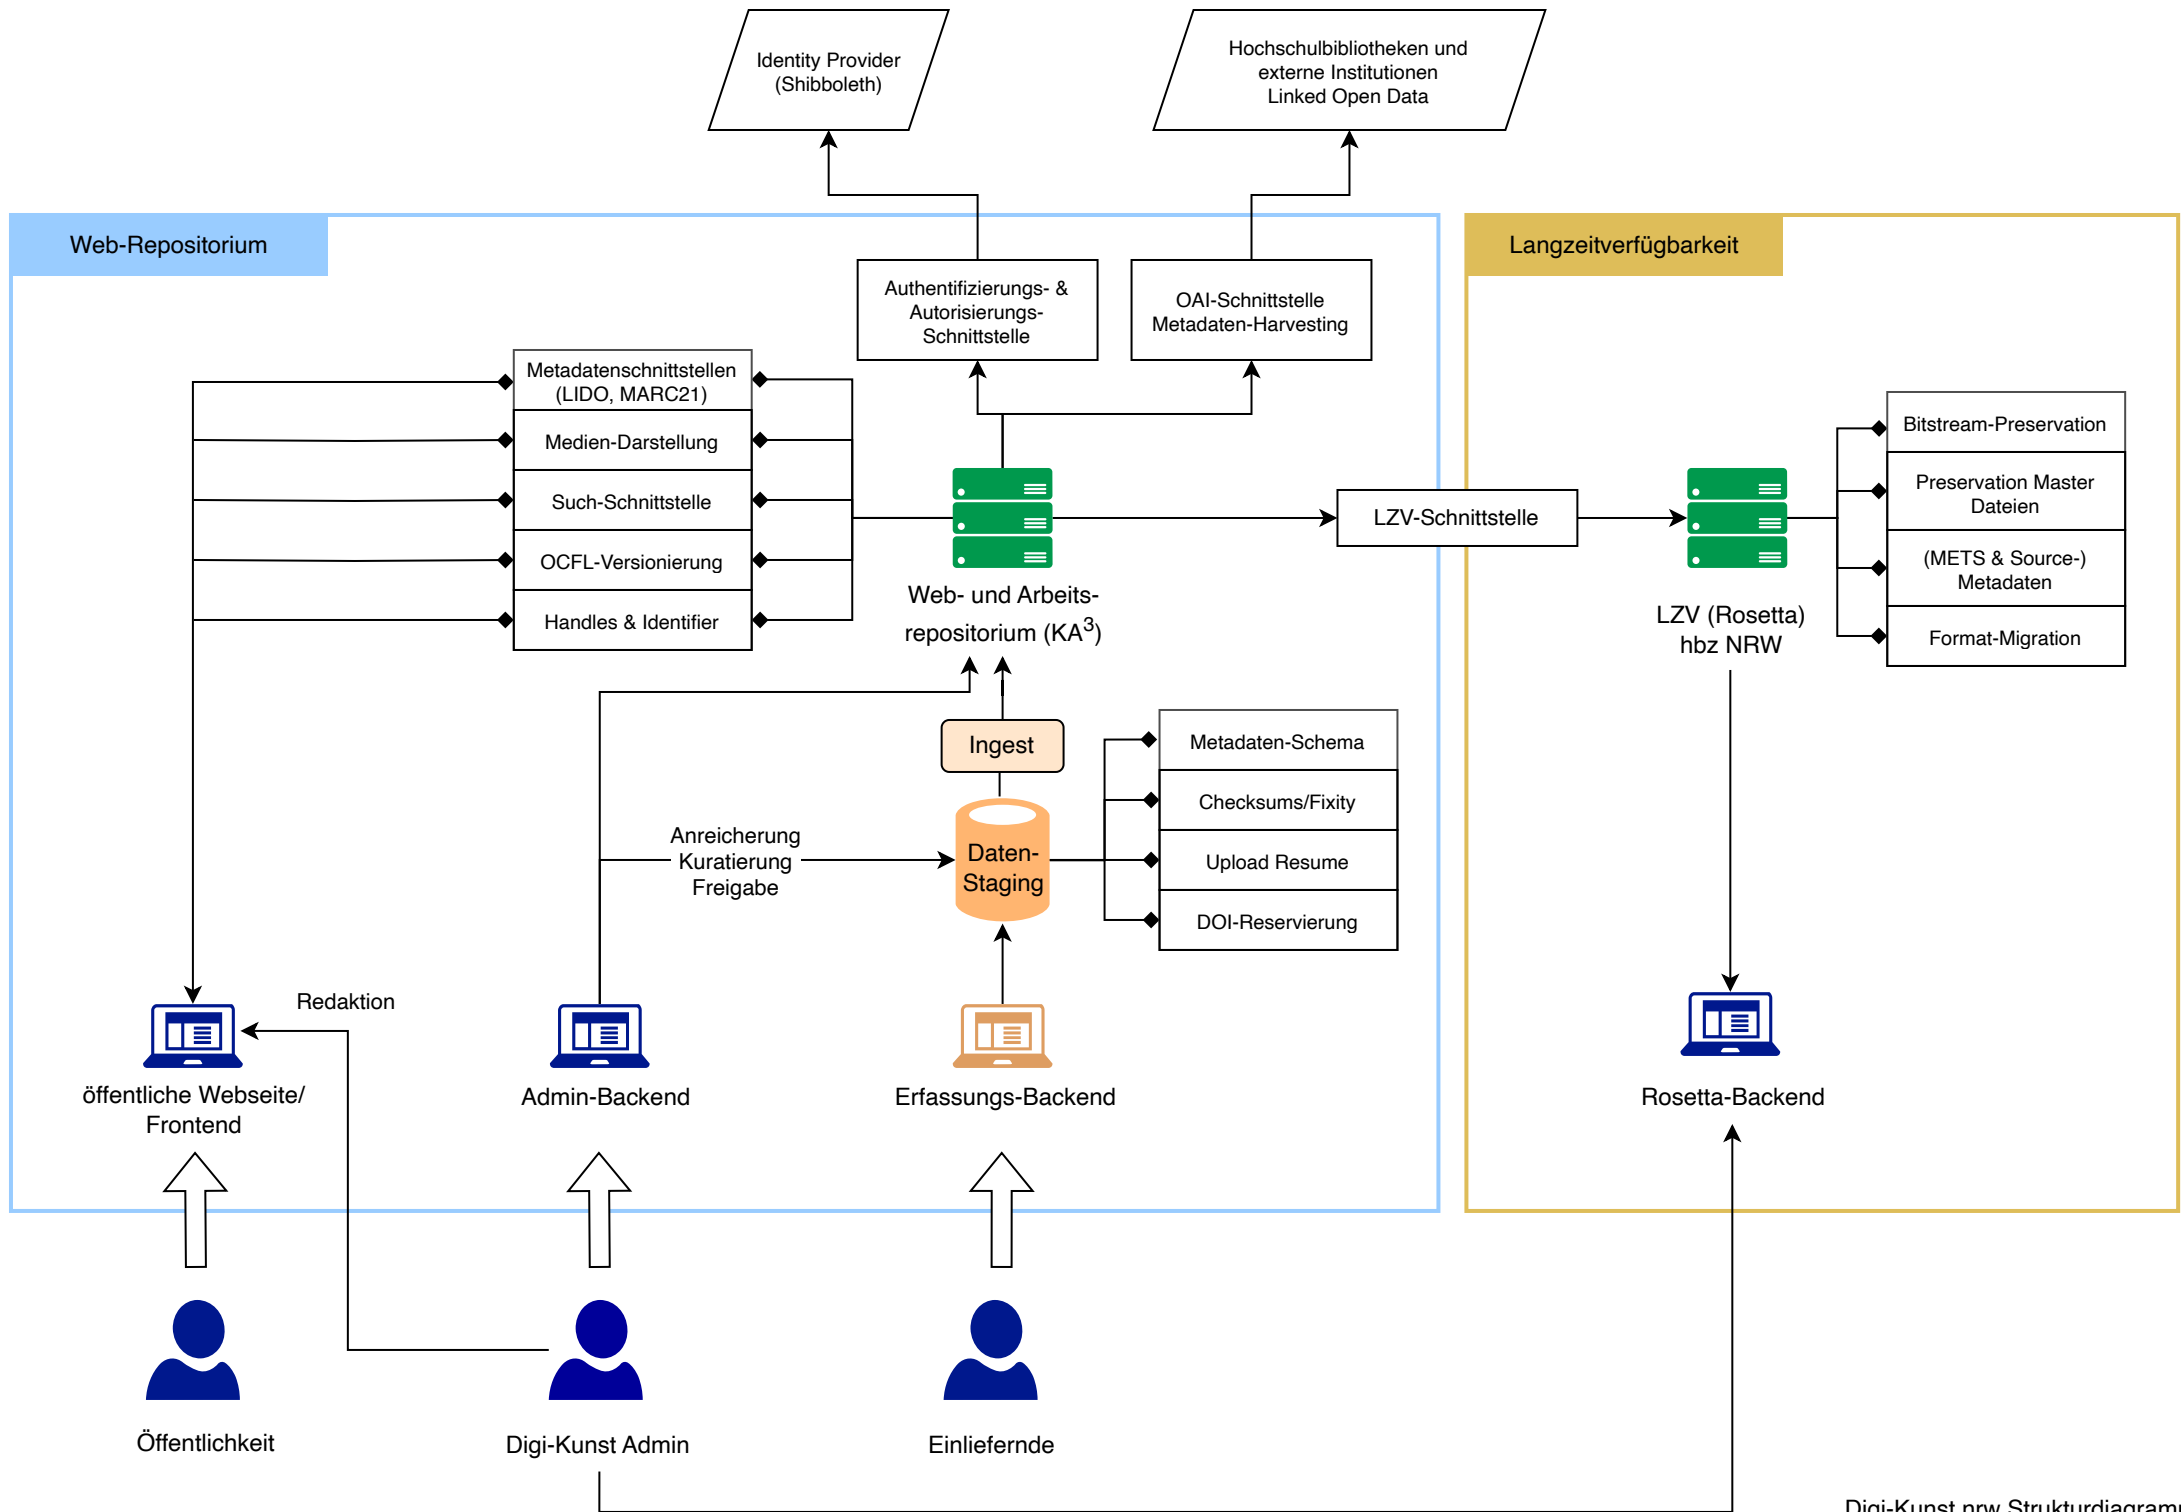 Identity Provider
(Shibboleth)
Hochschulbibliotheken und
externe Institutionen
Linked Open Data
Web-Repositorium
Langzeitverfügbarkeit
Authentifizierungs- &
Autorisierungs-
Schnittstelle
OAI-Schnittstelle
Metadaten-Harvesting
Metadatenschnittstellen
(LIDO, MARC21)
Medien-Darstellung
Such-Schnittstelle
OCFL-Versionierung
Handles & Identifier
Web- und Arbeits-
repositorium (KA³)
LZV-Schnittstelle
LZV (Rosetta)
hbz NRW
Bitstream-Preservation
Preservation Master
Dateien
(METS & Source-)
Metadaten
Format-Migration
Ingest
Metadaten-Schema
Checksums/Fixity
Upload Resume
DOI-Reservierung
Anreicherung
Kuratierung
Freigabe
Daten-
Staging
Redaktion
öffentliche Webseite/
Frontend
Admin-Backend
Erfassungs-Backend
Rosetta-Backend
Öffentlichkeit
Digi-Kunst Admin
Einliefernde
Digi-Kunst.nrw